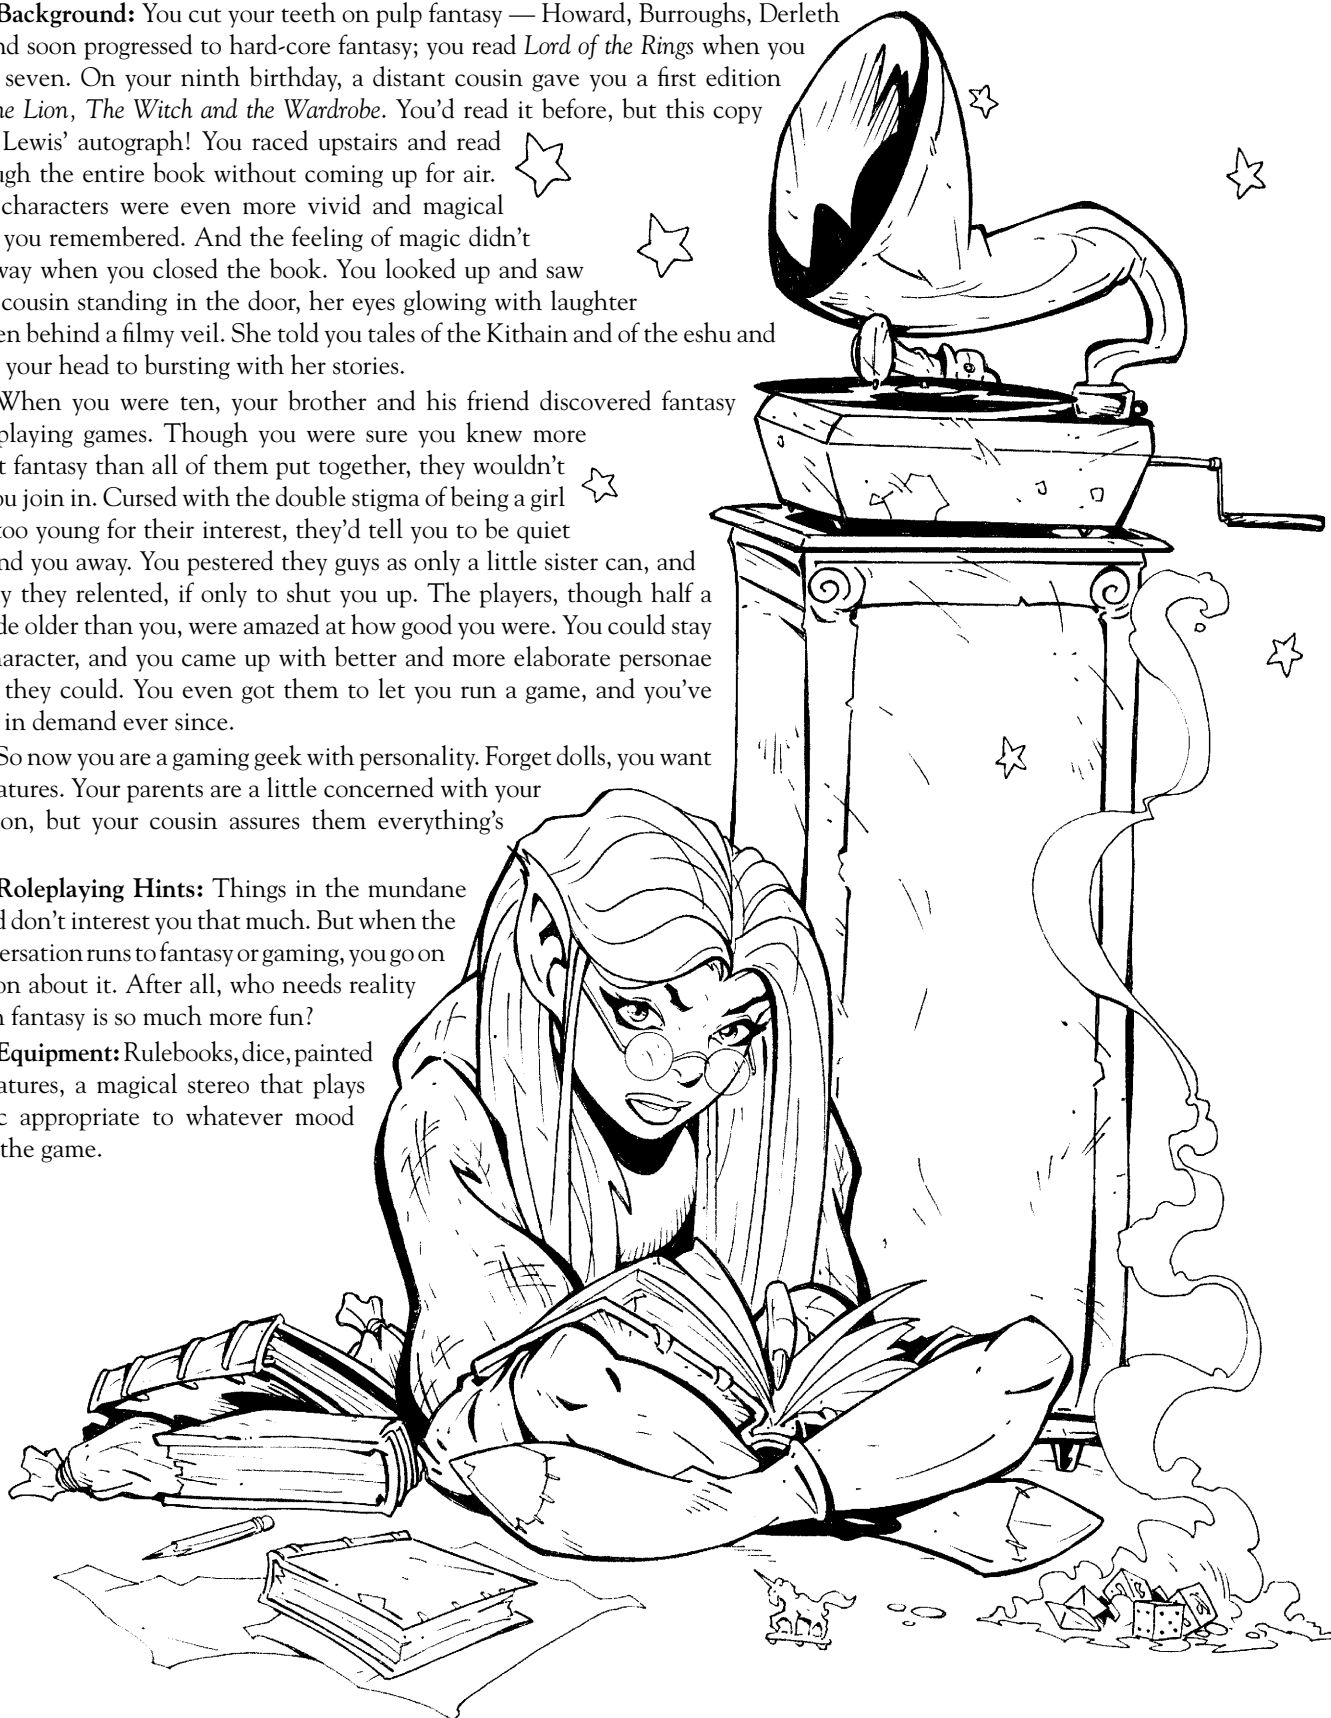 Background: You cut your teeth on pulp fantasy — Howard, Burroughs, Derleth
nd soon progressed to hard-core fantasy; you read Lord of the Rings when you
seven. On your ninth birthday, a distant cousin gave you a first edition
he Lion, The Witch and the Wardrobe. You'd read it before, but this copy
Lewis' autograph! You raced upstairs and read
ugh the entire book without coming up for air.
characters were even more vivid and magical
you remembered. And the feeling of magic didn't
way when you closed the book. You looked up and saw
cousin standing in the door, her eyes glowing with laughter
en behind a filmy veil. She told you tales of the Kithain and of the eshu and
your head to bursting with her stories.
When you were ten, your brother and his friend discovered fantasy
playing games. Though you were sure you knew more
t fantasy than all of them put together, they wouldn't
ou join in. Cursed with the double stigma of being a girl
too young for their interest, they'd tell you to be quiet
nd you away. You pestered they guys as only a little sister can, and
y they relented, if only to shut you up. The players, though half a
de older than you, were amazed at how good you were. You could stay
haracter, and you came up with better and more elaborate personae
they could. You even got them to let you run a game, and you've
in demand ever since.
So now you are a gaming geek with personality. Forget dolls, you want
atures. Your parents are a little concerned with your
on, but your cousin assures them everything's
Roleplaying Hints: Things in the mundane
d don't interest you that much. But when the
ersation runs to fantasy or gaming, you go on
on about it. After all, who needs reality
n fantasy is so much more fun?
Equipment: Rulebooks, dice, painted
atures, a magical stereo that plays
c appropriate to whatever mood
the game.